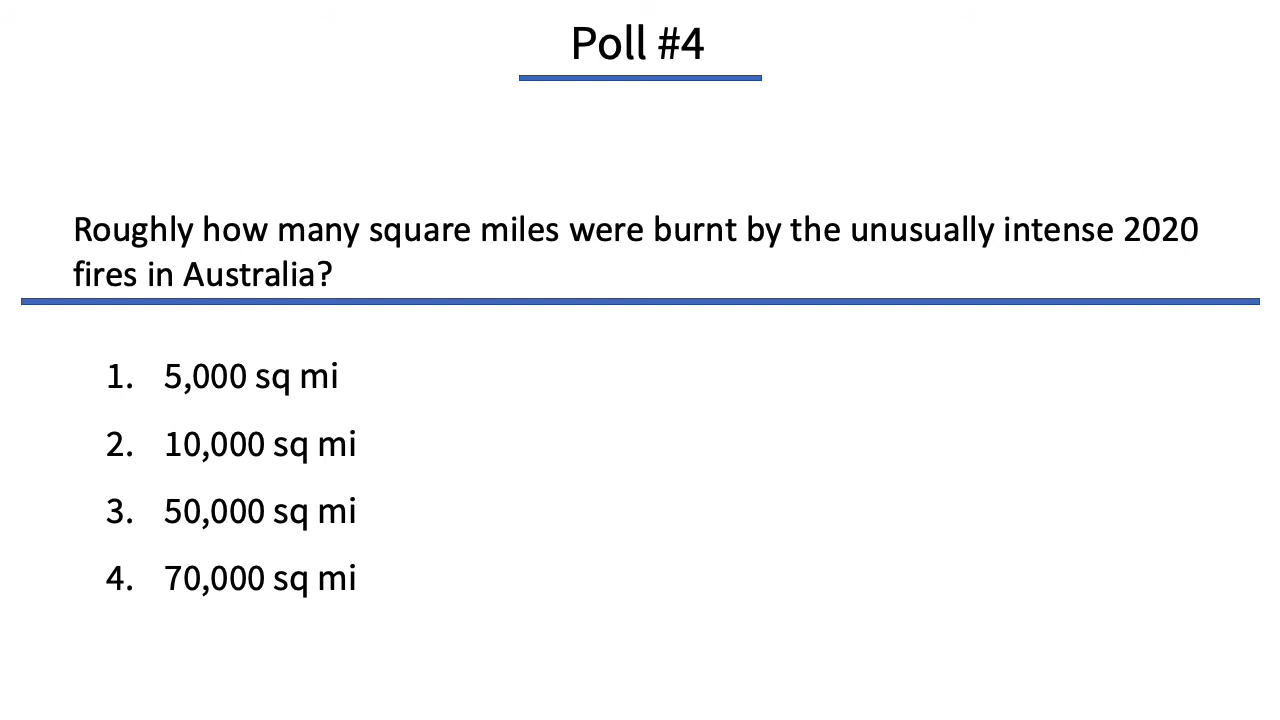 Poll #4
Roughly how many square miles were burnt by the unusually intense 2020
fires in Australia?
1. 5,000 sq mi
2. 10,000 sq mi
3. 50,000 sq mi
4. 70,000 sq mi